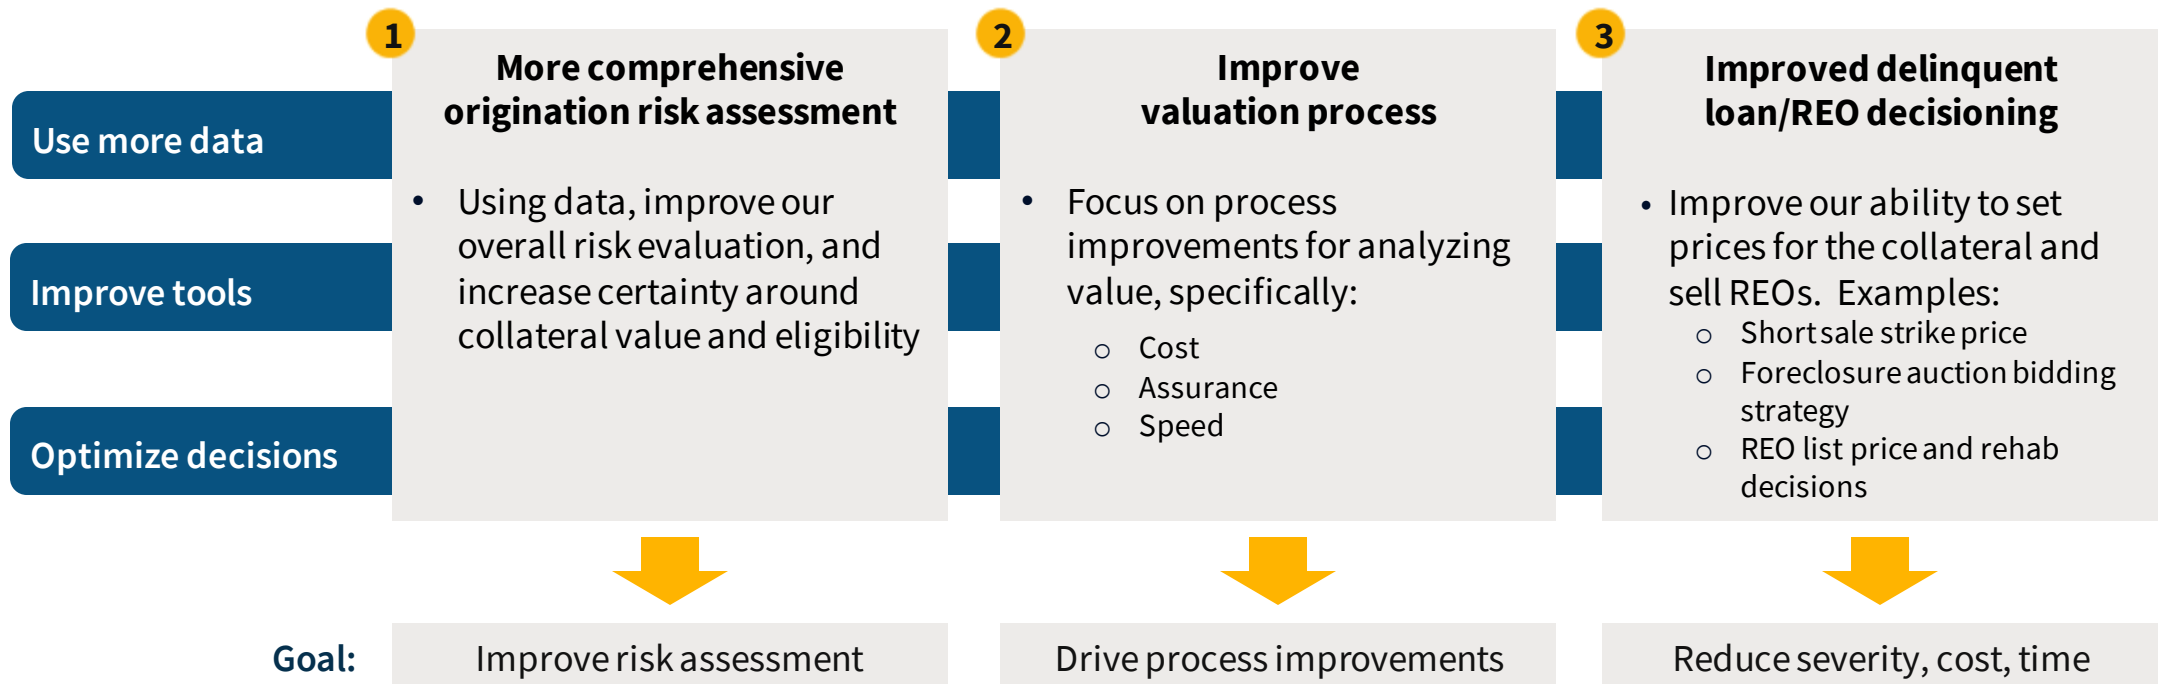 1
More comprehensive
origination risk assessment
2
Improve
valuation process
3
Improved delinquent
loan/REO decisioning
Use more data
Improve tools
Optimize decisions
• Using data, improve our
overall risk evaluation, and
increase certainty around
collateral value and eligibility
• Focus on process
improvements for analyzing
value, specifically:
o Cost
o Assurance
o Speed
• Improve our ability to set
prices for the collateral and
sell REOs. Examples:
o Short sale strike price
o Foreclosure auction bidding
strategy
o REO list price and rehab
decisions
Goal:
Improve risk assessment
Drive process improvements
Reduce severity, cost, time